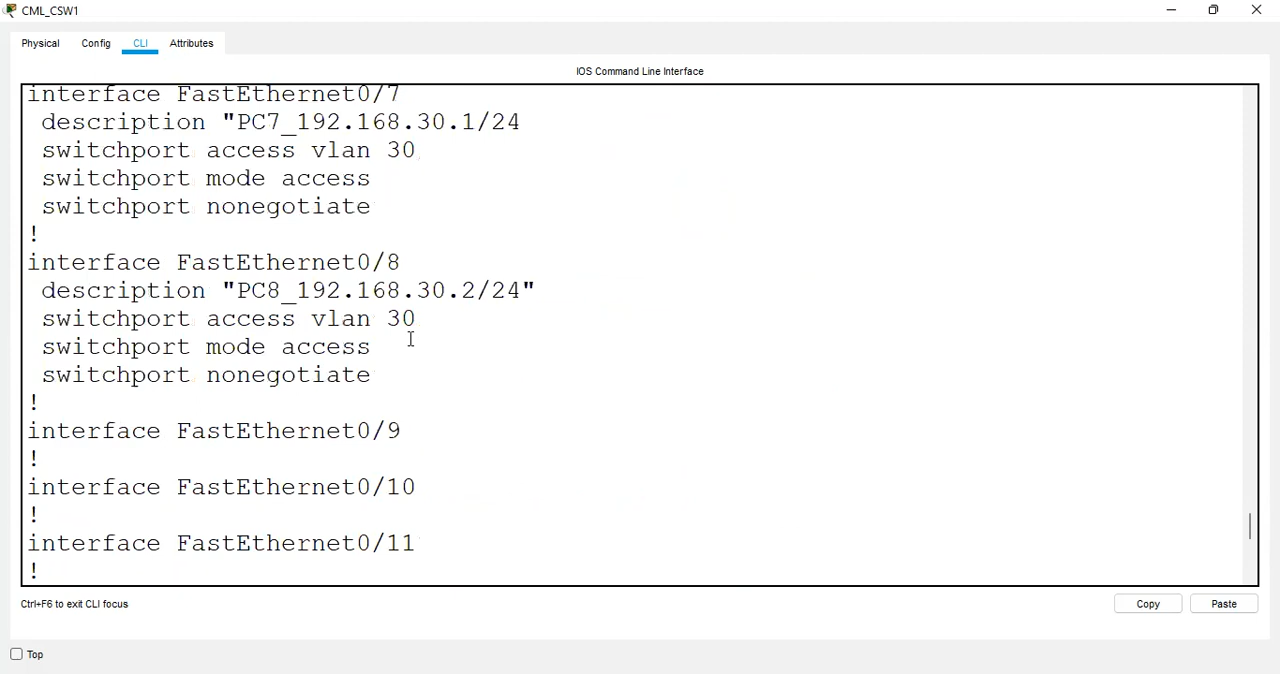 CML_CSW1
Physical Config CLI Attributes
IOS Command Line Interface
interface FastEthernet0/7
description "PC7_192.168.30.1/24
switchport access vlan 30
switchport mode access
switchport nonegotiate
!
interface FastEthernet0/8
description "PC8_192.168.30.2/24"
switchport access vlan 30
switchport mode access
switchport nonegotiate
!
interface FastEthernet0/9
!
interface FastEthernet0/10
!
interface FastEthernet0/11
!
Ctrl+F6 to exit CLI focus
Copy Paste
Top